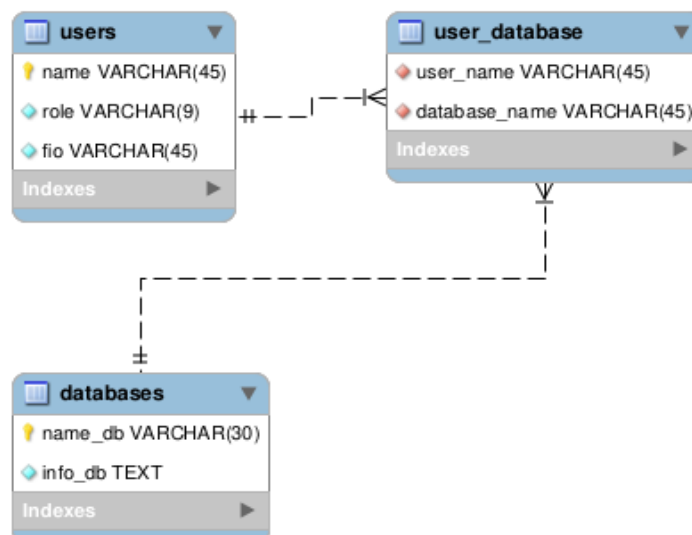 users
name VARCHAR(45)
role VARCHAR(9)
fio VARCHAR(45)
Indexes
user_database
user_name VARCHAR(45)
database_name VARCHAR(45)
Indexes
databases
name_db VARCHAR(30)
info_db TEXT
Indexes